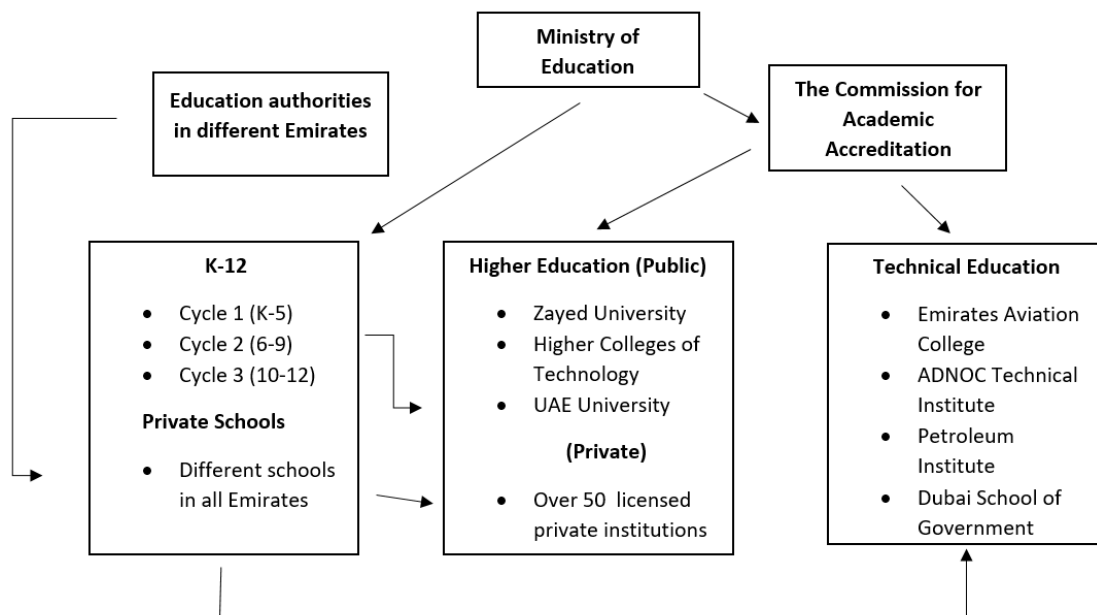 Ministry of
Education
Education authorities
in different Emirates
The Commission for
Academic
Accreditation
K-12
• Cycle 1 (K-5)
• Cycle 2 (6-9)
• Cycle 3 (10-12)
Private Schools
• Different schools
in all Emirates
Higher Education (Public)
• Zayed University
• Higher Colleges of
Technology
• UAE University
(Private)
• Over 50 licensed
private institutions
Technical Education
• Emirates Aviation
College
• ADNOC Technical
Institute
• Petroleum
Institute
• Dubai School of
Government